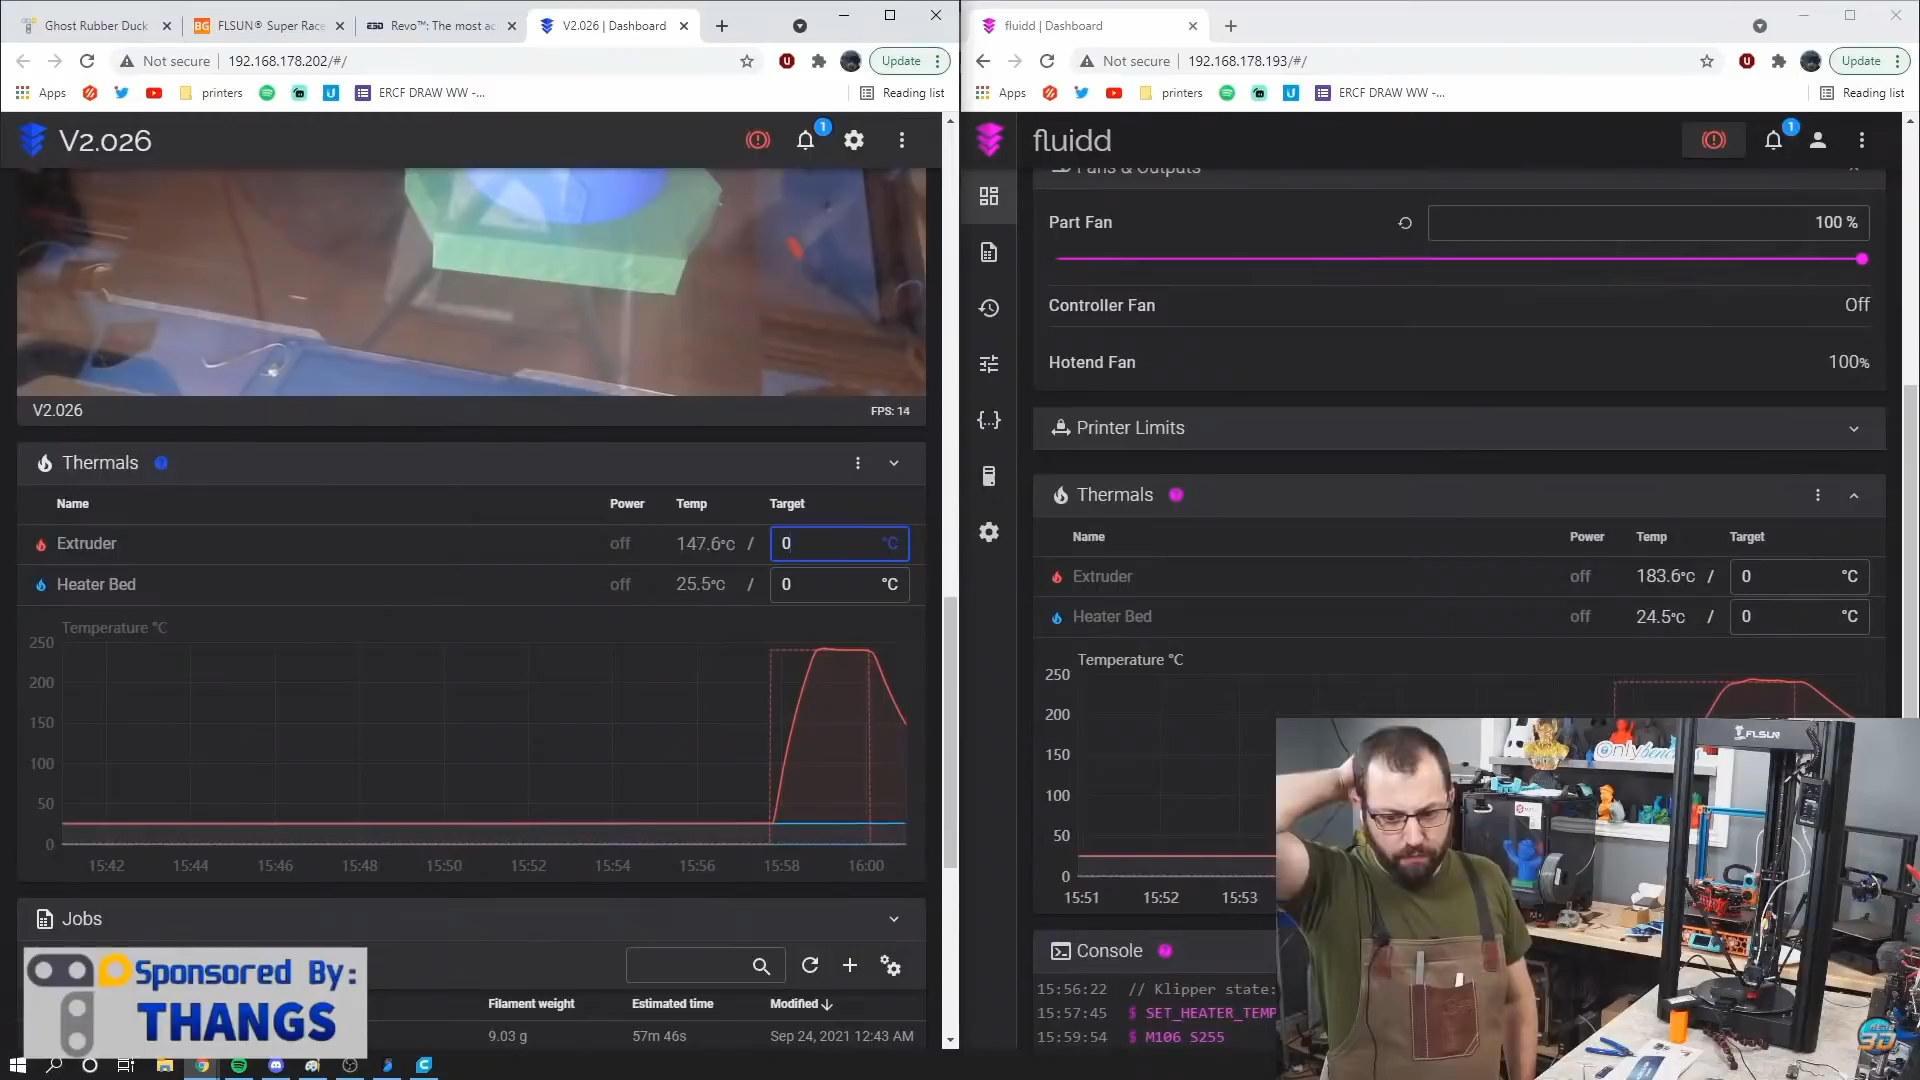 Ghost Rubber Duck
FLSUN® Super Race
Revo™: The most ac
V2.026 | Dashboard
Not secure
192.168.178.202/#/
Update
Apps
printers
ERCF DRAW WW -...
Reading list
V2.026
1
V2.026
FPS: 14
Thermals
Name
Power
Temp
Target
Extruder
off
147.6°C /
0
°C
Heater Bed
off
25.5°C /
0
°C
Temperature °C
250
200
150
100
50
0
15:42
15:44
15:46
15:48
15:50
15:52
15:54
15:56
15:58
16:00
Jobs
Filament weight
Estimated time
Modified
9.03 g
57m 46s
Sep 24, 2021 12:43 AM
Sponsored By:
THANGS
fluidd | Dashboard
Not secure
192.168.178.193/#/
Update
Apps
printers
ERCF DRAW WW -...
Reading list
fluidd
1
Fans & Outputs
Part Fan
100 %
Controller Fan
Off
Hotend Fan
100%
Printer Limits
Thermals
Name
Power
Temp
Target
Extruder
off
183.6°C /
0
°C
Heater Bed
off
24.5°C /
0
°C
Temperature °C
250
200
150
100
50
0
15:51
15:52
15:53
Console
15:56:22 // Klipper state:
15:57:45 $ SET_HEATER_TEMP
15:59:54 $ M106 S255
FLSUN
3D